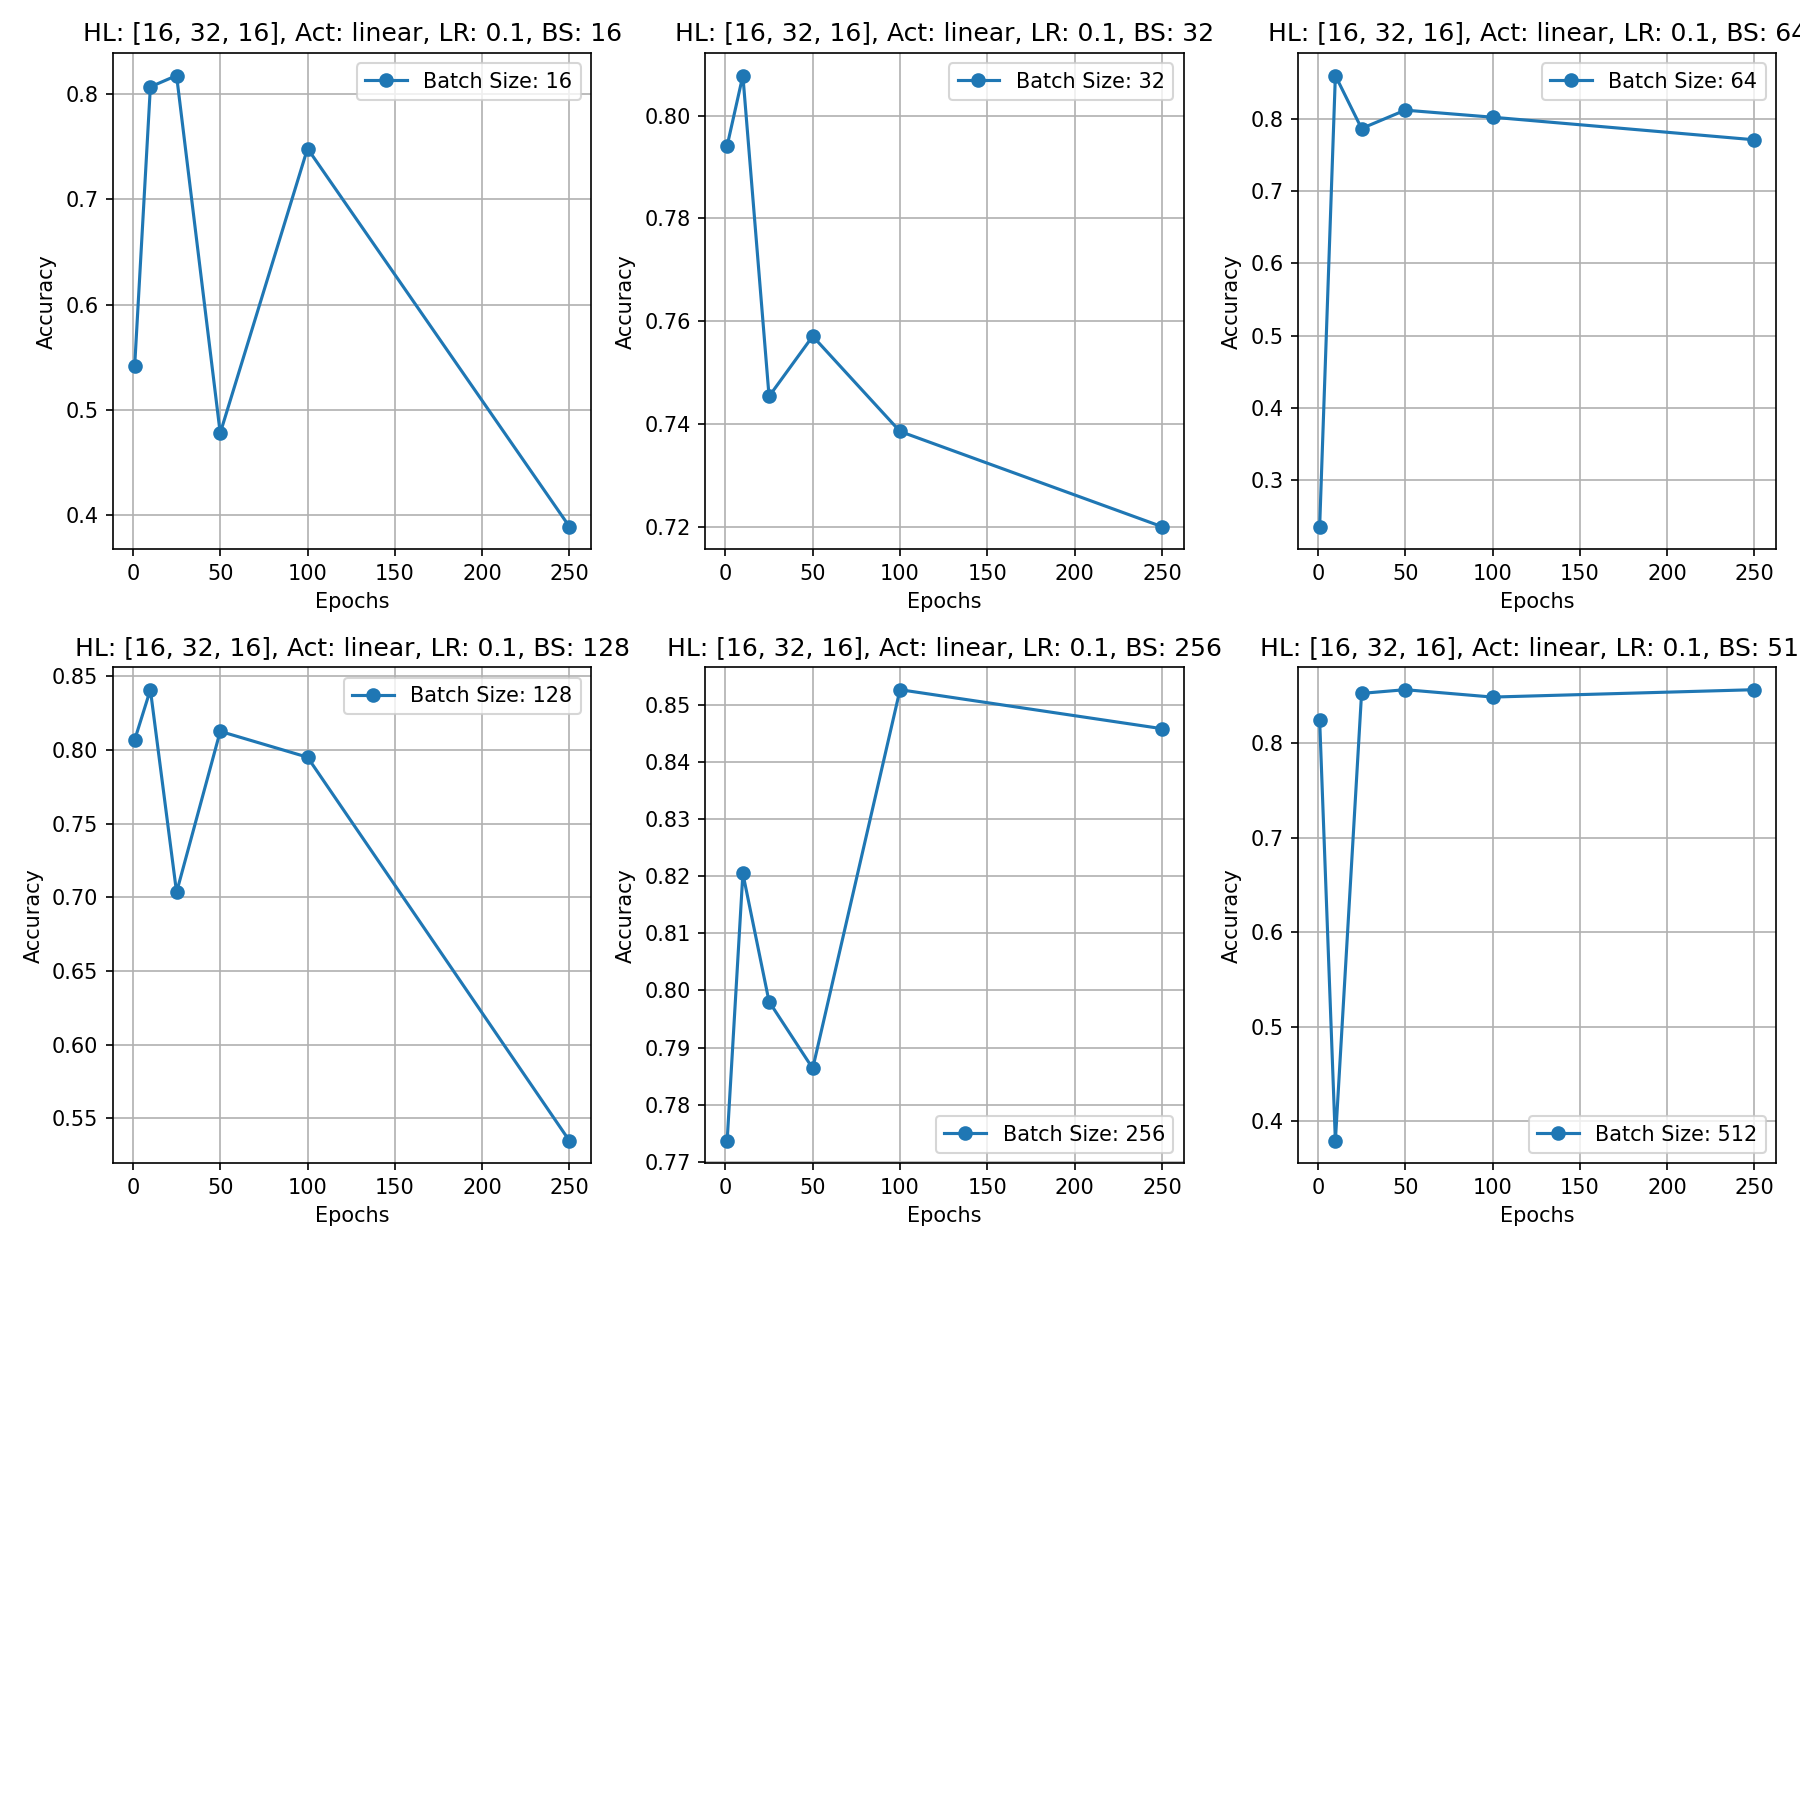 HL: [16, 32, 16], Act: linear, LR: 0.1, BS: 16
Batch Size: 16
0.8
0.7
0.6
0.5
0.4
Accuracy
0 50 100 150 200 250
Epochs
HL: [16, 32, 16], Act: linear, LR: 0.1, BS: 32
Batch Size: 32
0.80
0.78
0.76
0.74
0.72
Accuracy
0 50 100 150 200 250
Epochs
HL: [16, 32, 16], Act: linear, LR: 0.1, BS: 64
Batch Size: 64
0.8
0.7
0.6
0.5
0.4
0.3
Accuracy
0 50 100 150 200 250
Epochs
HL: [16, 32, 16], Act: linear, LR: 0.1, BS: 128
Batch Size: 128
0.85
0.80
0.75
0.70
0.65
0.60
0.55
Accuracy
0 50 100 150 200 250
Epochs
HL: [16, 32, 16], Act: linear, LR: 0.1, BS: 256
0.85
0.84
0.83
0.82
0.81
0.80
0.79
0.78
0.77
Accuracy
Batch Size: 256
0 50 100 150 200 250
Epochs
HL: [16, 32, 16], Act: linear, LR: 0.1, BS: 51
0.8
0.7
0.6
0.5
0.4
Accuracy
Batch Size: 512
0 50 100 150 200 250
Epochs